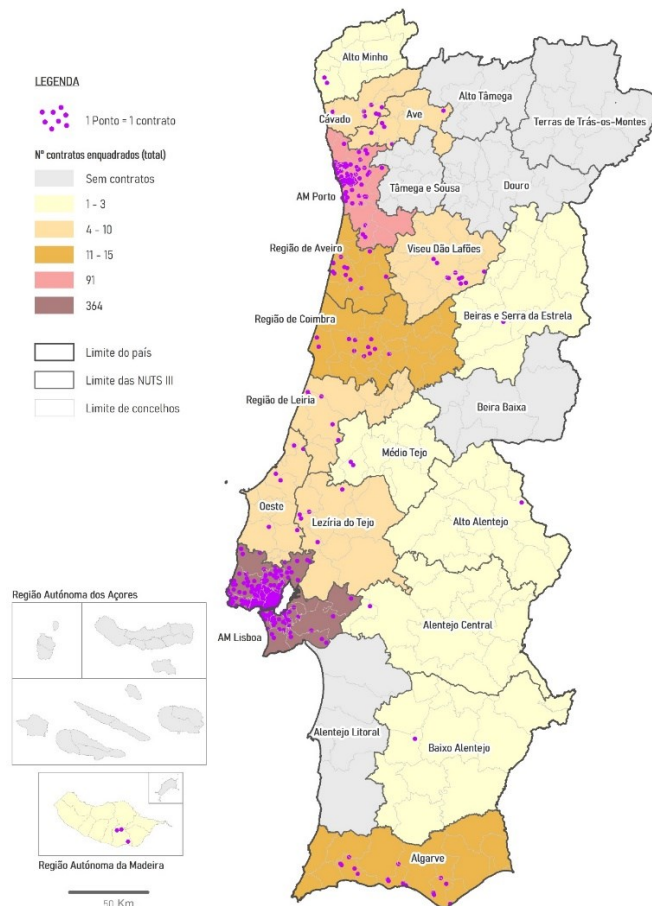 LEGENDA
1 Ponto = 1 contrato
Nº contratos enquadrados (total)
Sem contratos
1 - 3
4 - 10
11 - 15
91
364
Limite do país
Limite das NUTS III
Limite de concelhos
Alto Minho
Alto Tâmega
Terras de Trás-os-Montes
Cávado
Ave
AM Porto
Tâmega e Sousa
Douro
Região de Aveiro
Viseu Dão Lafões
Região de Coimbra
Beiras e Serra da Estrela
Região de Leiria
Beira Baixa
Médio Tejo
Oeste
Lezíria do Tejo
Alto Alentejo
Região Autónoma dos Açores
AM Lisboa
Alentejo Central
Alentejo Litoral
Baixo Alentejo
Região Autónoma da Madeira
Algarve
50 Km